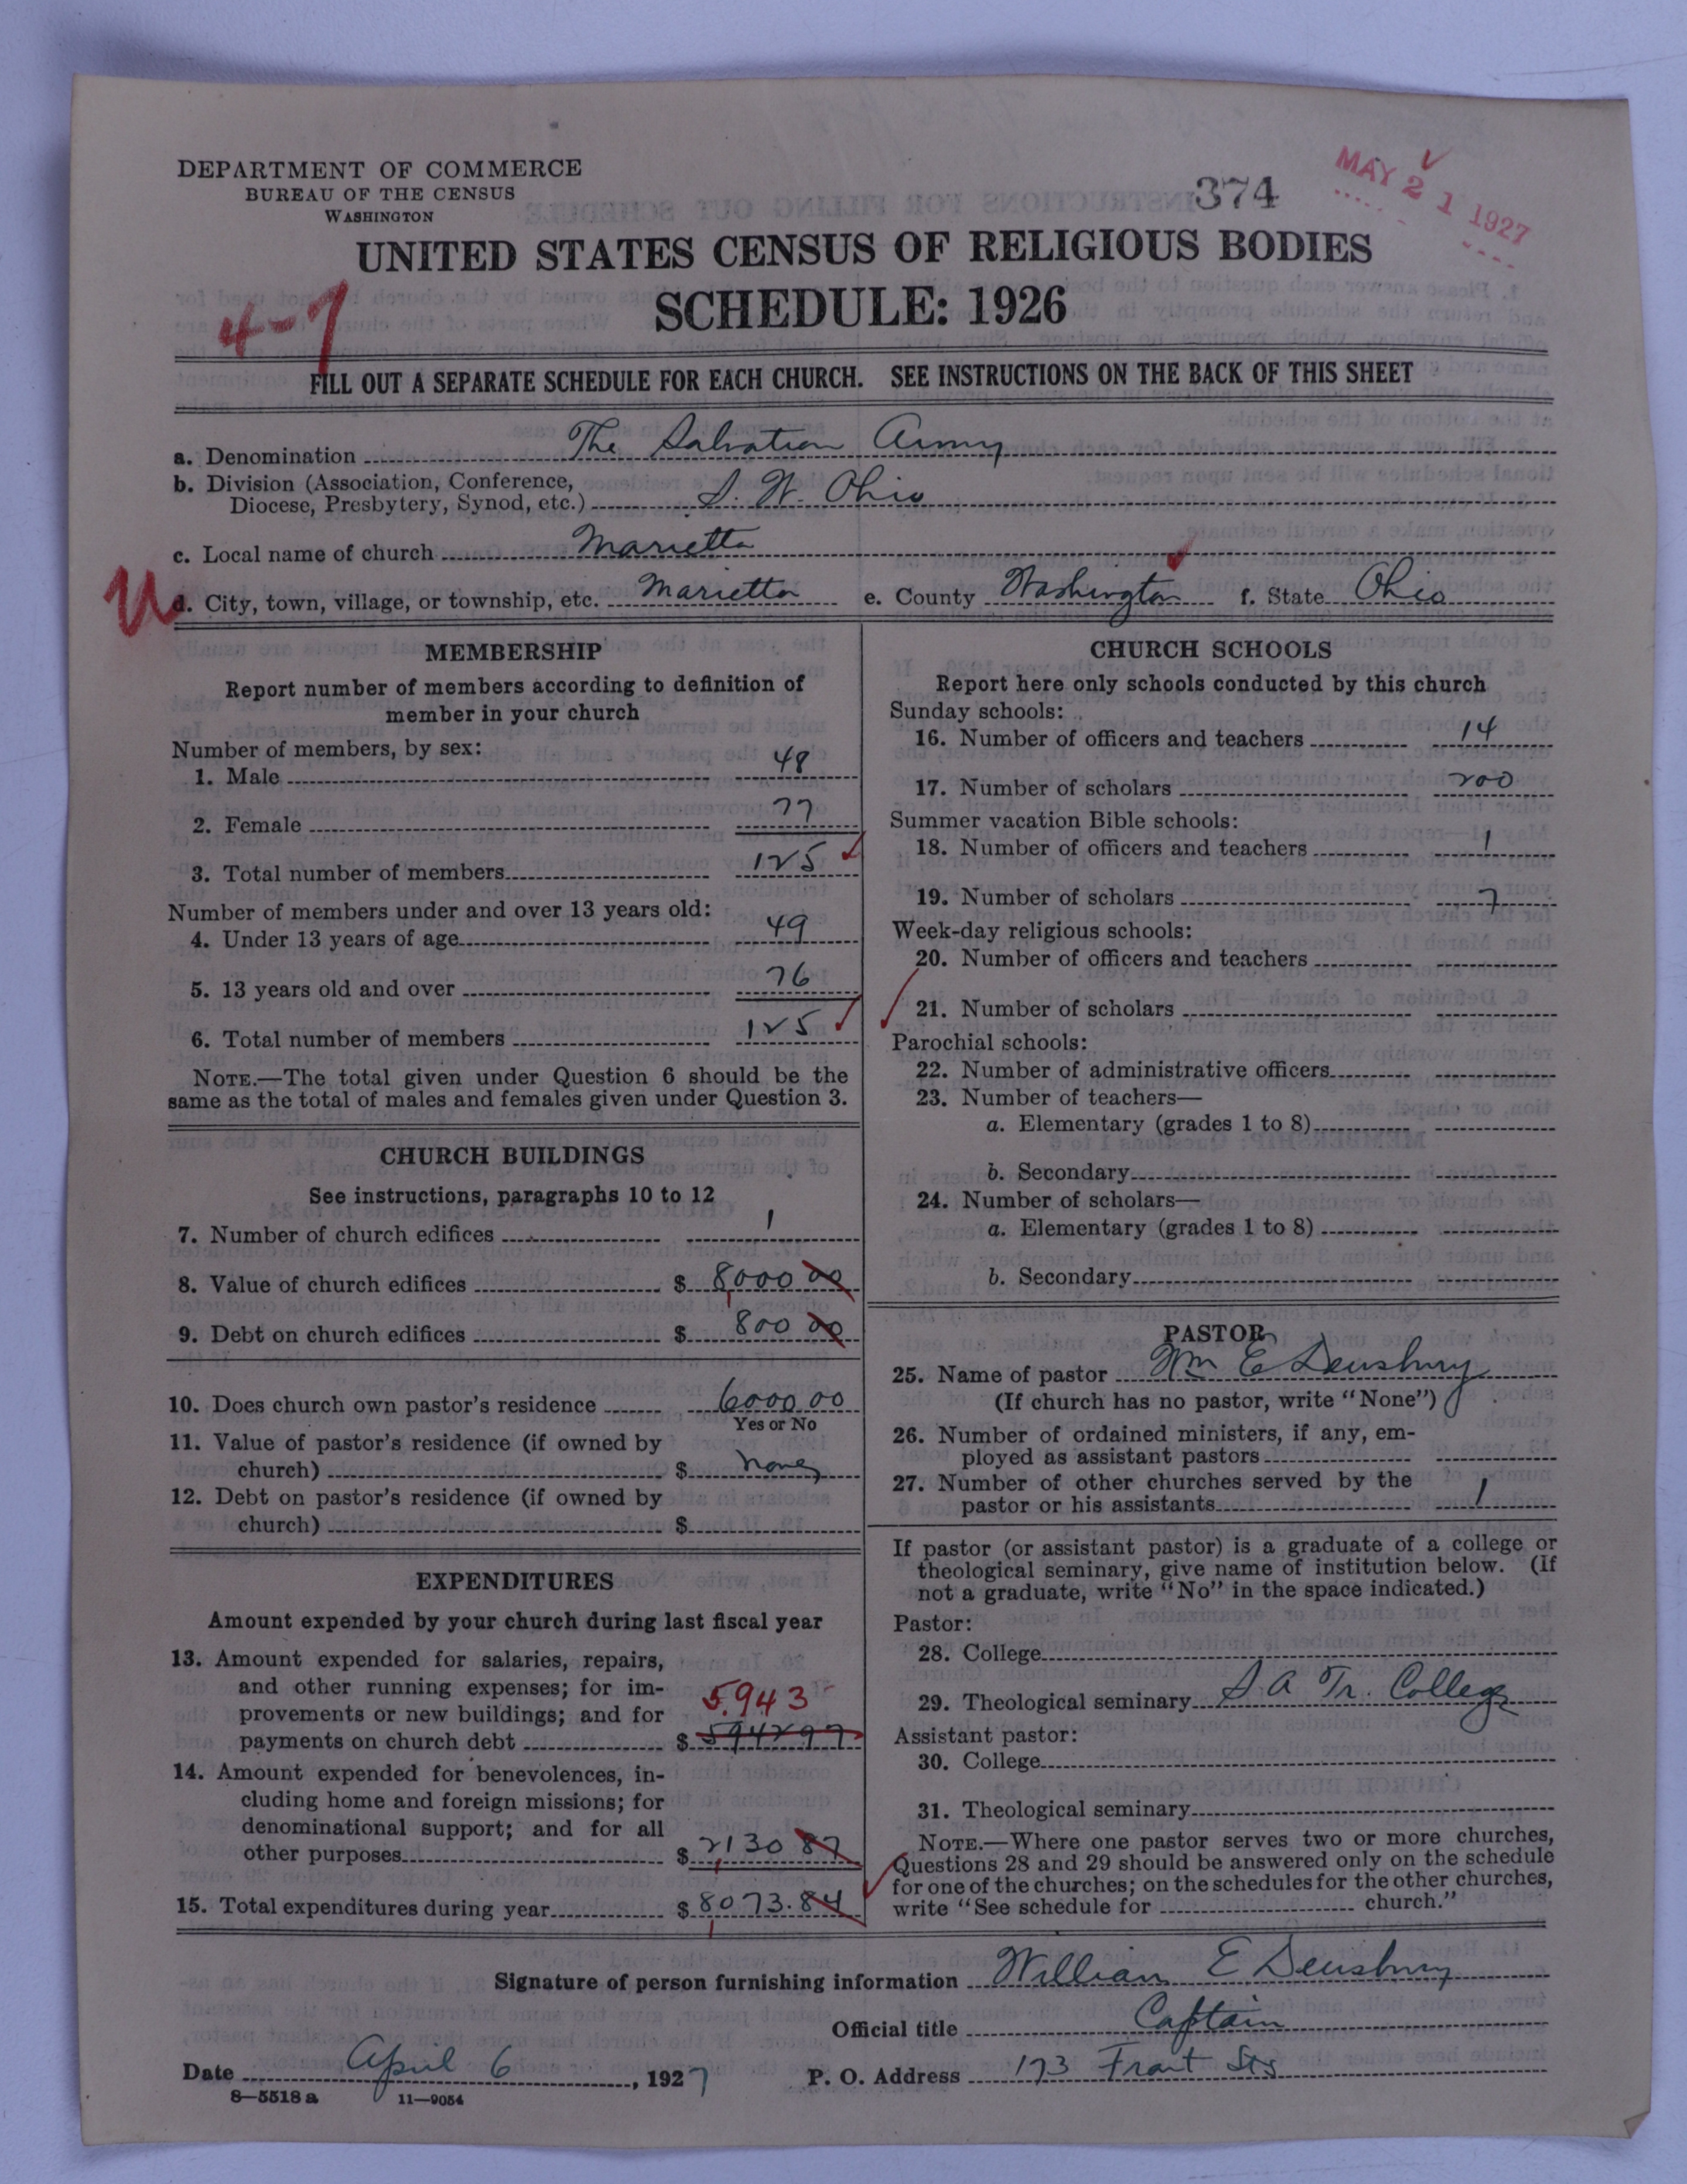 DEPARTMENT OF COMMERCE
BUREAU OF THE CENSUS
WASHINGTON
374
MAY 21 1927
UNITED STATES CENSUS OF RELIGIOUS BODIES
SCHEDULE: 1926
4-7
FILL OUT A SEPARATE SCHEDULE FOR EACH CHURCH. SEE INSTRUCTIONS ON THE BACK OF THIS SHEET
a. Denomination The Salvation Army
b. Division (Association, Conference,
Diocese, Presbytery, Synod, etc.) S. W. Ohio
c. Local name of church Marietta
d. City, town, village, or township, etc. Marietta e. County Washington f. State Ohio
MEMBERSHIP
Report number of members according to definition of
member in your church
Number of members, by sex:
1. Male 48
2. Female 77
3. Total number of members 125
Number of members under and over 13 years old:
4. Under 13 years of age 49
5. 13 years old and over 76
6. Total number of members 125
NOTE.—The total given under Question 6 should be the
same as the total of males and females given under Question 3.
CHURCH BUILDINGS
See instructions, paragraphs 10 to 12
7. Number of church edifices 1
8. Value of church edifices $ 8000 00
9. Debt on church edifices $ 800 00
10. Does church own pastor's residence 6000 00
Yes or No
11. Value of pastor's residence (if owned by
church) $ none
12. Debt on pastor's residence (if owned by
church) $
EXPENDITURES
Amount expended by your church during last fiscal year
13. Amount expended for salaries, repairs,
and other running expenses; for im-
provements or new buildings; and for 5943
payments on church debt $ 5942 97
14. Amount expended for benevolences, in-
cluding home and foreign missions; for
denominational support; and for all
other purposes $ 2130 87
15. Total expenditures during year $ 8073.84
CHURCH SCHOOLS
Report here only schools conducted by this church
Sunday schools:
16. Number of officers and teachers 14
17. Number of scholars 200
Summer vacation Bible schools:
18. Number of officers and teachers 1
19. Number of scholars 7
Week-day religious schools:
20. Number of officers and teachers
21. Number of scholars
Parochial schools:
22. Number of administrative officers
23. Number of teachers—
a. Elementary (grades 1 to 8)
b. Secondary
24. Number of scholars—
a. Elementary (grades 1 to 8)
b. Secondary
PASTOR
25. Name of pastor Wm E Deusbury
(If church has no pastor, write "None")
26. Number of ordained ministers, if any, em-
ployed as assistant pastors
27. Number of other churches served by the
pastor or his assistants 1
If pastor (or assistant pastor) is a graduate of a college or
theological seminary, give name of institution below. (If
not a graduate, write "No" in the space indicated.)
Pastor:
28. College
29. Theological seminary S A Tr. College
Assistant pastor:
30. College
31. Theological seminary
NOTE.—Where one pastor serves two or more churches,
Questions 28 and 29 should be answered only on the schedule
for one of the churches; on the schedules for the other churches,
write "See schedule for church."
Signature of person furnishing information William E Deusbury
Official title Captain
Date April 6, 1927 P. O. Address 173 Front Sts
8—5518 a 11—9054